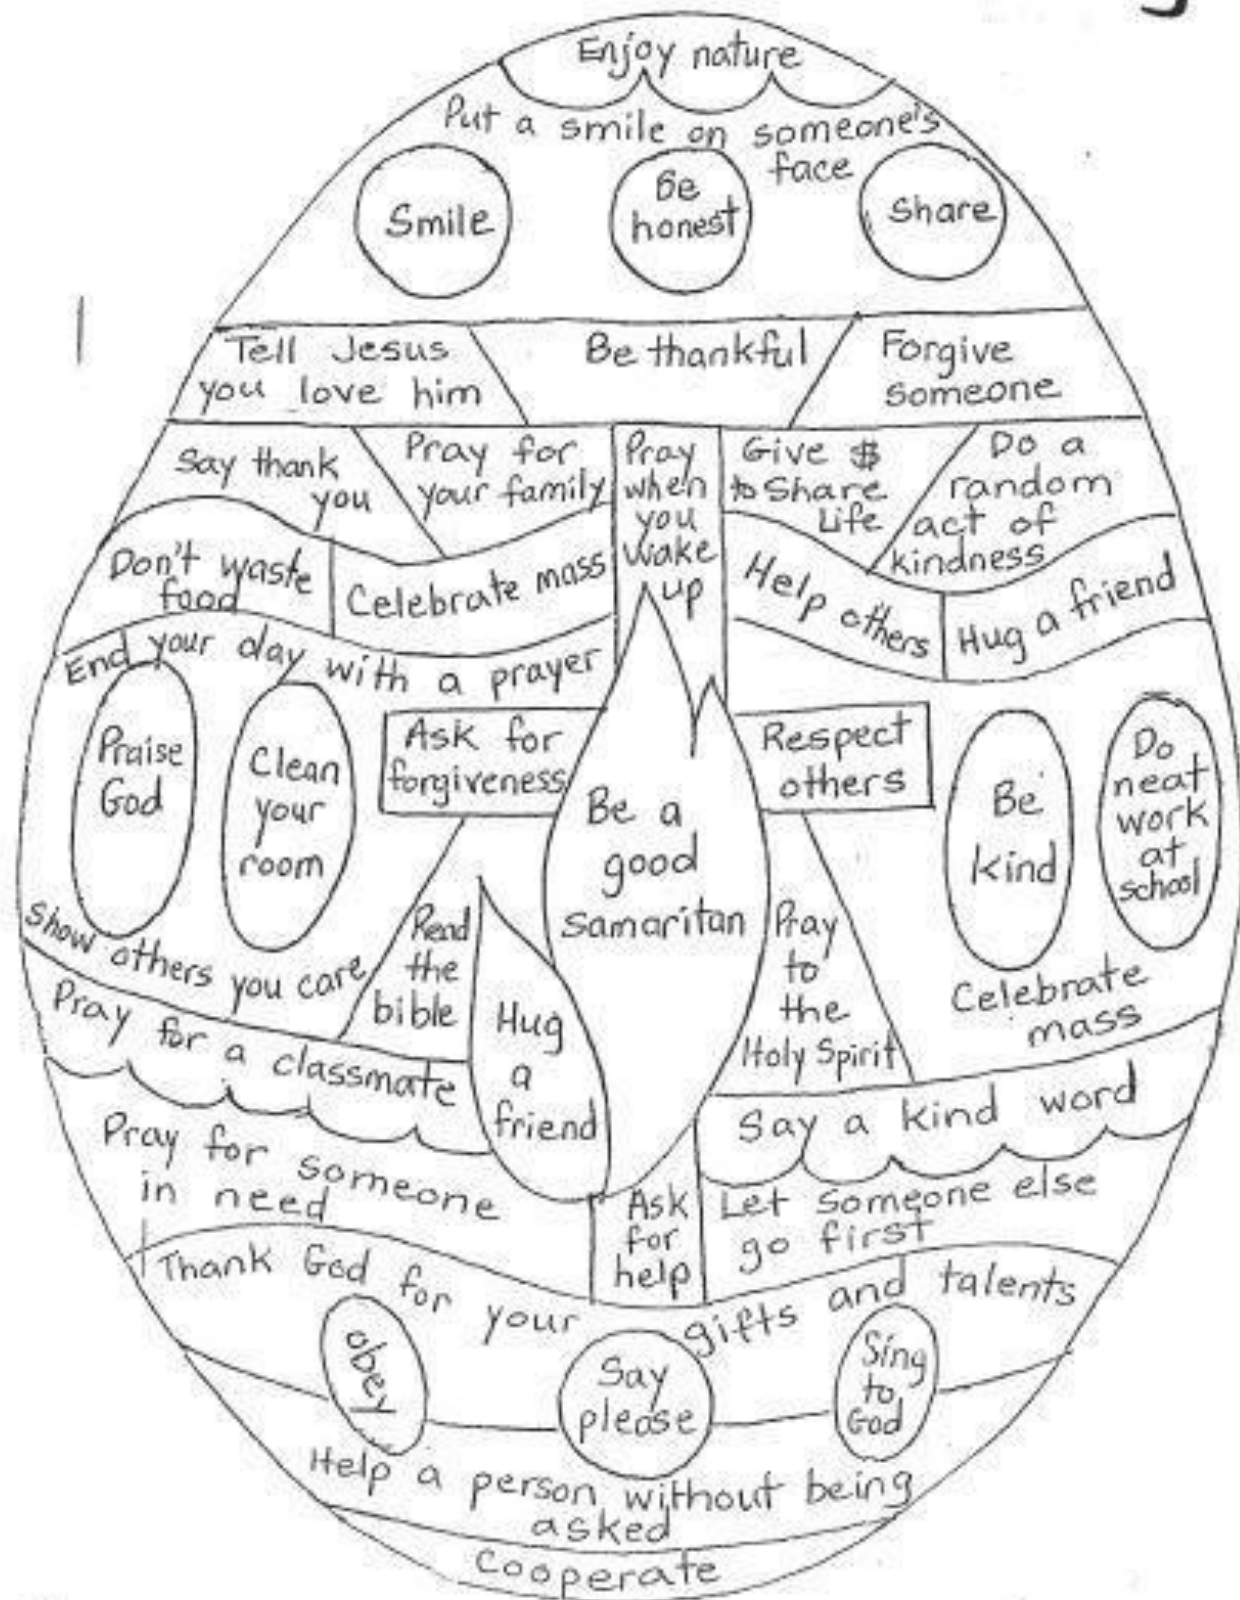 Enjoy nature
Put a smile on someone's
face
Smile
Be
honest
Share
Tell Jesus
you love him
Be thankful
Forgive
someone
Say thank
you
Pray for
your family
Pray
when
you
wake
up
Give $
to Share
Life
Do a
random
act of
kindness
Don't waste
food
Celebrate mass
Help others
Hug a friend
End your day with a prayer
Praise
God
Clean
your
room
Ask for
forgiveness
Be a
good
Samaritan
Respect
others
Be
kind
Do
neat
work
at
school
Show others you care
Read
the
bible
Hug
a
friend
Pray
to
the
Holy Spirit
Celebrate
mass
Pray for a classmate
Say a kind word
Pray for someone
in need
Ask
for
help
Let someone else
go first
Thank God for your gifts and talents
obey
Say
please
Sing
to
God
Help a person without being
asked
Cooperate